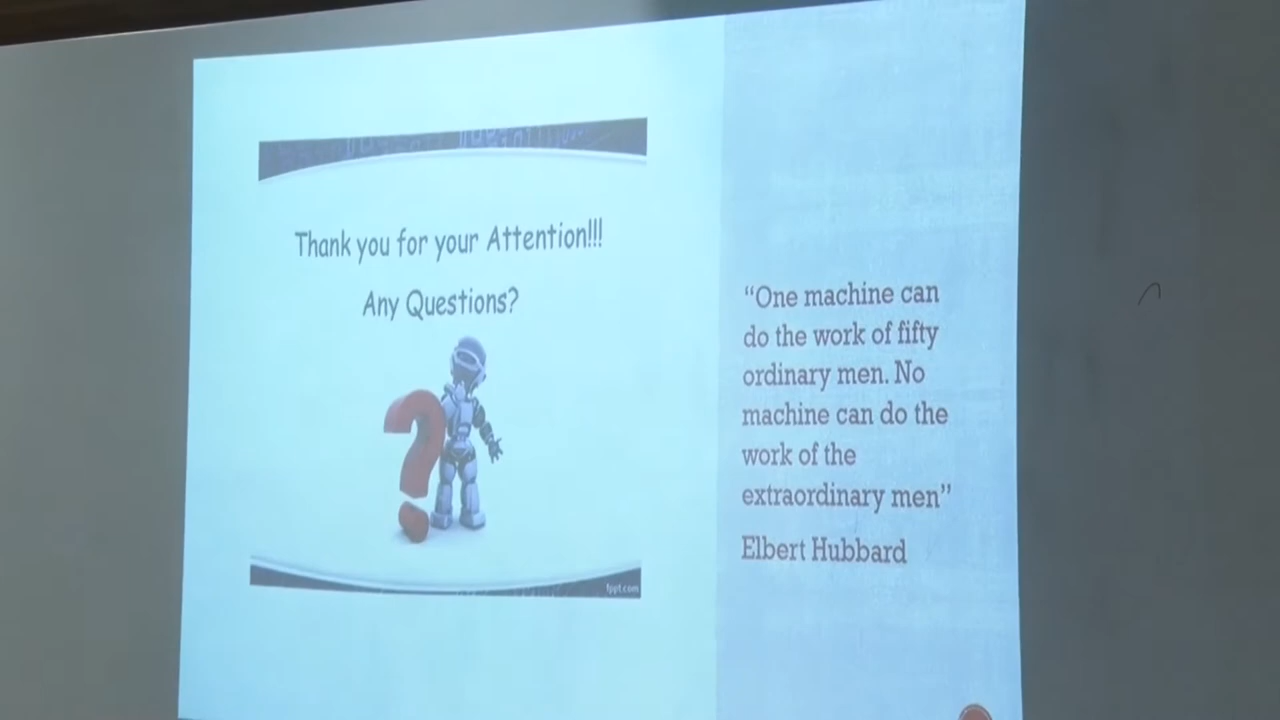 Thank you for your Attention!!!
Any Questions?
fppt.com
“One machine can
do the work of fifty
ordinary men. No
machine can do the
work of the
extraordinary men”
Elbert Hubbard